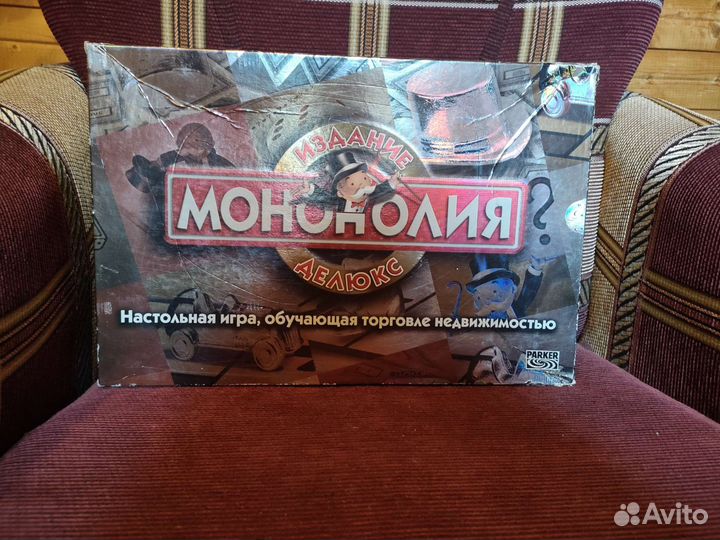 ИЗДАНИЕ
МОНОПОЛИЯ
ДЕЛЮКС
Настольная игра, обучающая торговле недвижимостью
PARKER
Avito